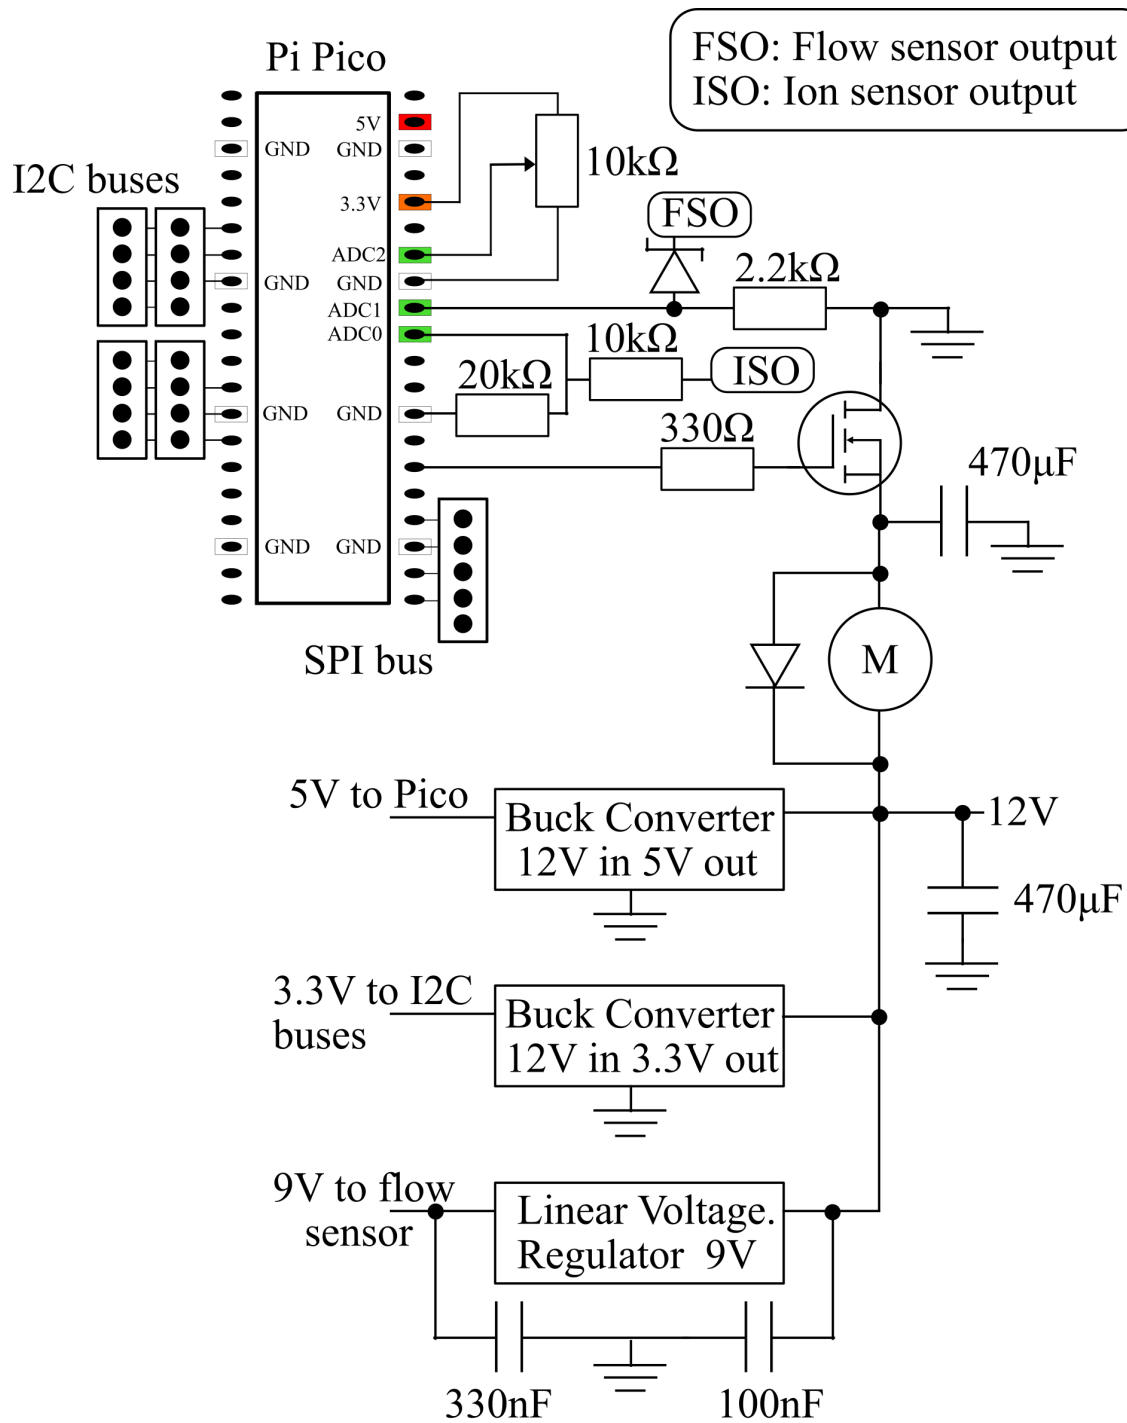 FSO: Flow sensor output
ISO: Ion sensor output
Pi Pico
5V
GND
GND
I2C buses
10kΩ
3.3V
FSO
ADC2
2.2kΩ
GND
GND
ADC1
ADC0
10kΩ
20kΩ
ISO
GND
GND
330Ω
470μF
GND
GND
SPI bus
M
5V to Pico
Buck Converter
12V in 5V out
12V
470μF
3.3V to I2C
buses
Buck Converter
12V in 3.3V out
9V to flow
sensor
Linear Voltage.
Regulator 9V
330nF
100nF